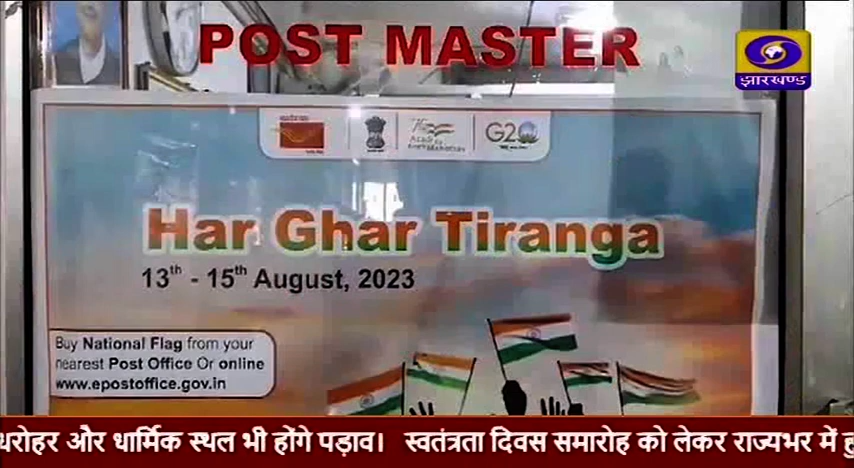 POST MASTER
झारखण्ड
G20
Har Ghar Tiranga
13th - 15th August, 2023
Buy National Flag from your
nearest Post Office Or online
www.epostoffice.gov.in
धरोहर और धार्मिक स्थल भी होंगे पड़ाव। स्वतंत्रता दिवस समारोह को लेकर राज्यभर में